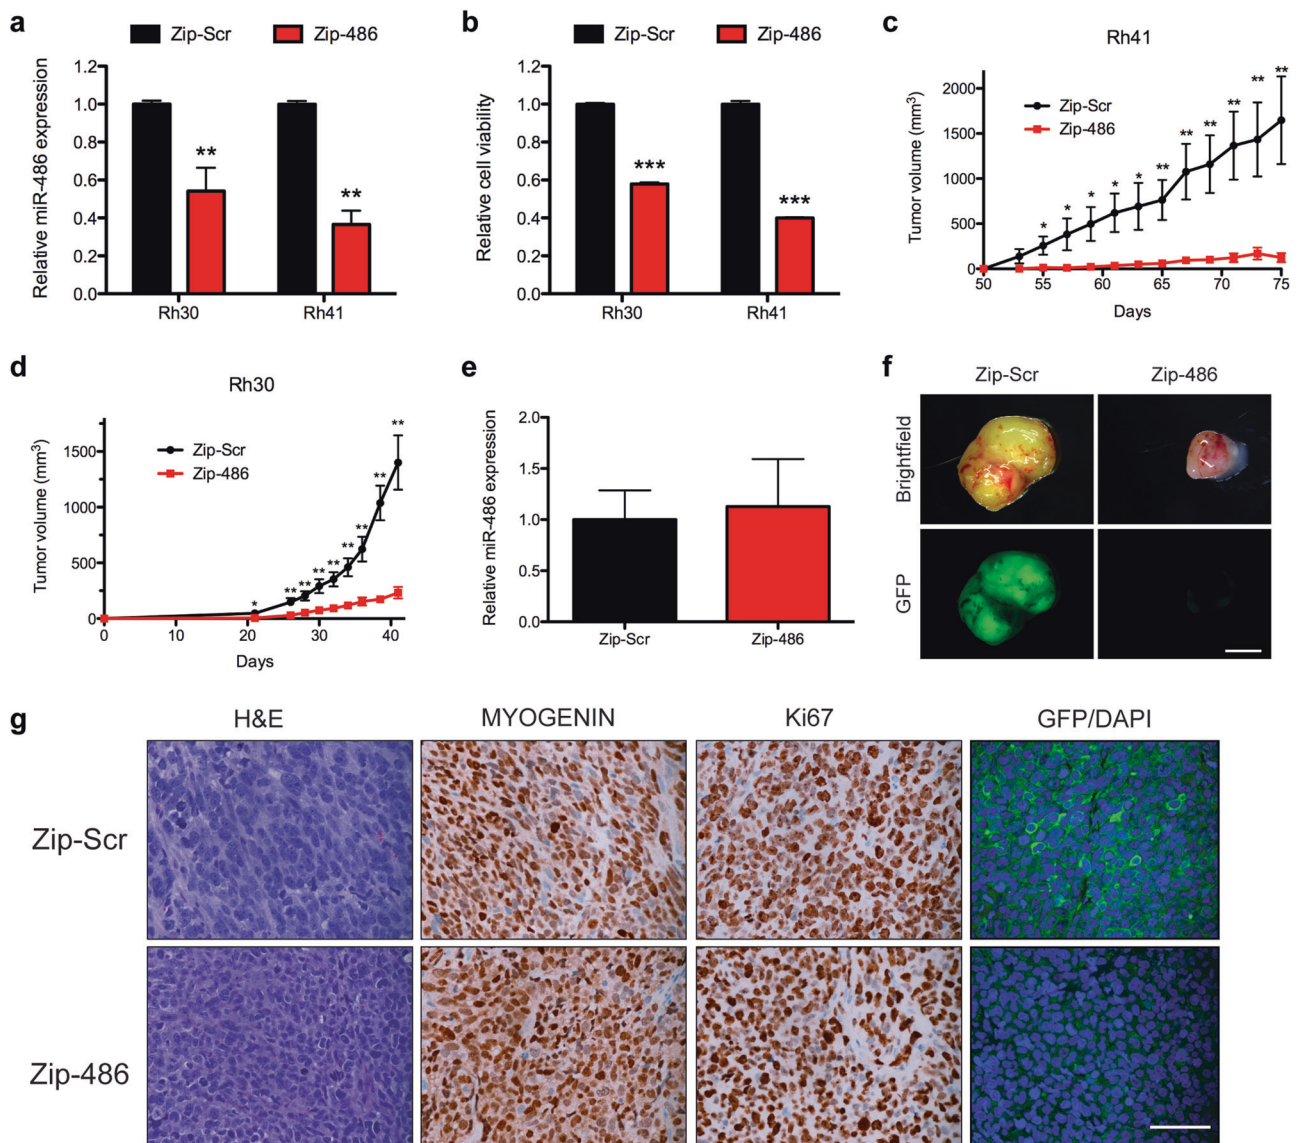 a
Zip-Scr
Zip-486
Relative miR-486 expression
1.2
1.0
0.8
0.6
0.4
0.2
0.0
**
**
Rh30
Rh41
b
Zip-Scr
Zip-486
Relative cell viability
1.2
1.0
0.8
0.6
0.4
0.2
0.0
***
***
Rh30
Rh41
c
Rh41
Tumor volume (mm³)
2000
1500
1000
500
0
Zip-Scr
Zip-486
* * * * * ** ** ** ** ** **
50 55 60 65 70 75
Days
d
Rh30
Tumor volume (mm³)
1500
1000
500
0
Zip-Scr
Zip-486
* ** ** ** ** ** ** ** **
0 10 20 30 40
Days
e
Relative miR-486 expression
2.0
1.5
1.0
0.5
0.0
Zip-Scr
Zip-486
f
Zip-Scr
Zip-486
Brightfield
GFP
g
H&E
MYOGENIN
Ki67
GFP/DAPI
Zip-Scr
Zip-486